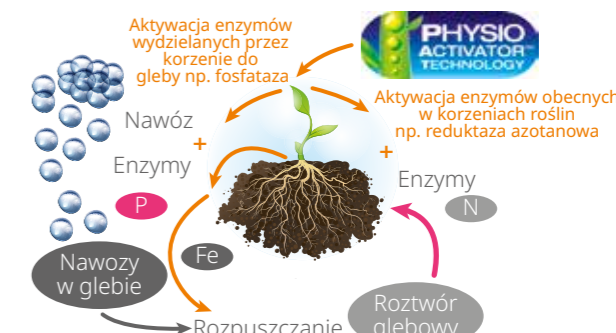 Aktywacja enzymów
wydzielanych przez
korzenie do
gleby np. fosfataza
PHYSIO
ACTIVATOR™
TECHNOLOGY
Aktywacja enzymów obecnych
w korzeniach roślin
np. reduktaza azotanowa
Nawóz
+
Enzymy
P
+
Enzymy
N
Nawozy
w glebie
Fe
Roztwór
glebowy
Rozpuszczanie